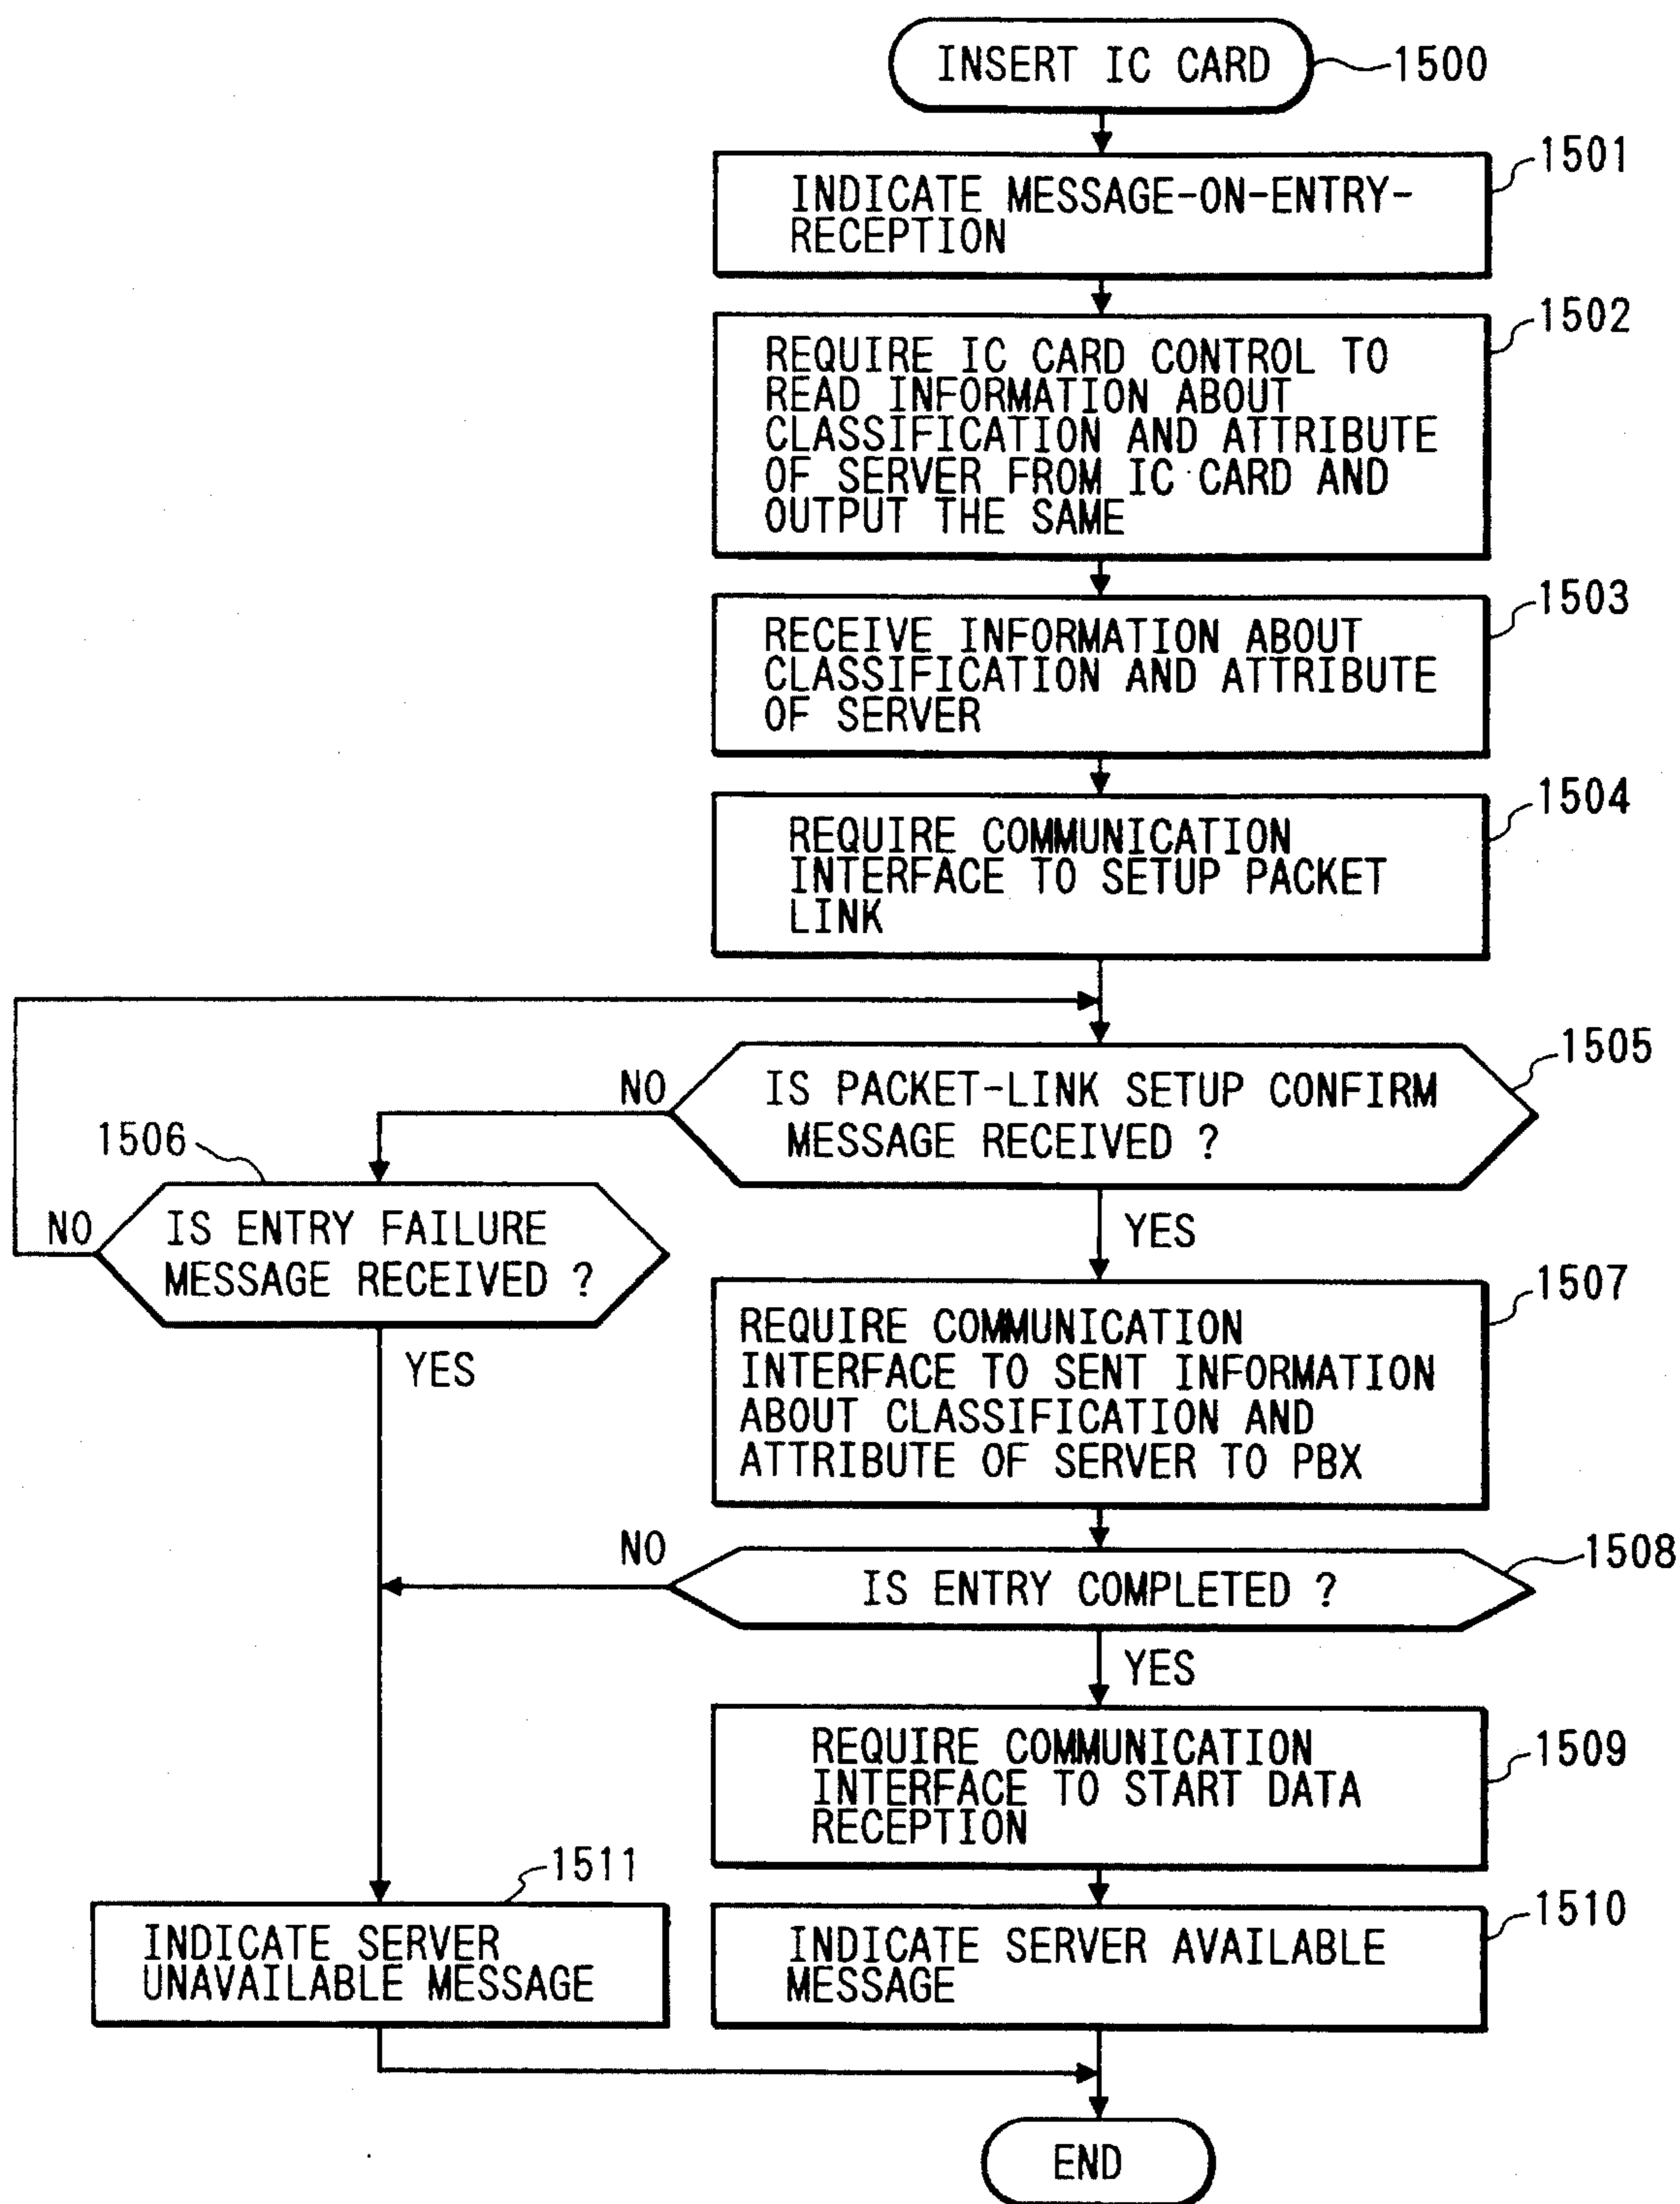 INSERT IC CARD
1500
1501
INDICATE MESSAGE-ON-ENTRY-
RECEPTION
1502
REQUIRE IC CARD CONTROL TO
READ INFORMATION ABOUT
CLASSIFICATION AND ATTRIBUTE
OF SERVER FROM IC CARD AND
OUTPUT THE SAME
1503
RECEIVE INFORMATION ABOUT
CLASSIFICATION AND ATTRIBUTE
OF SERVER
1504
REQUIRE COMMUNICATION
INTERFACE TO SETUP PACKET
LINK
1505
NO
IS PACKET-LINK SETUP CONFIRM
MESSAGE RECEIVED ?
1506
NO
IS ENTRY FAILURE
MESSAGE RECEIVED ?
YES
YES
1507
REQUIRE COMMUNICATION
INTERFACE TO SENT INFORMATION
ABOUT CLASSIFICATION AND
ATTRIBUTE OF SERVER TO PBX
NO
1508
IS ENTRY COMPLETED ?
YES
1509
REQUIRE COMMUNICATION
INTERFACE TO START DATA
RECEPTION
1511
INDICATE SERVER
UNAVAILABLE MESSAGE
1510
INDICATE SERVER AVAILABLE
MESSAGE
END